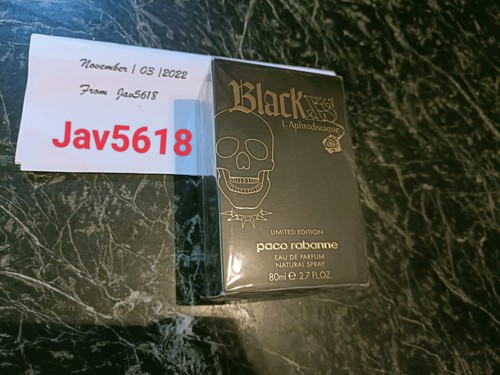 November | 03 | 2022
From Jav5618
Jav5618
Black XS
L'Aphrodisiaque
LIMITED EDITION
paco rabanne
EAU DE PARFUM
NATURAL SPRAY
80ml ℮ 2.7 FL.OZ.